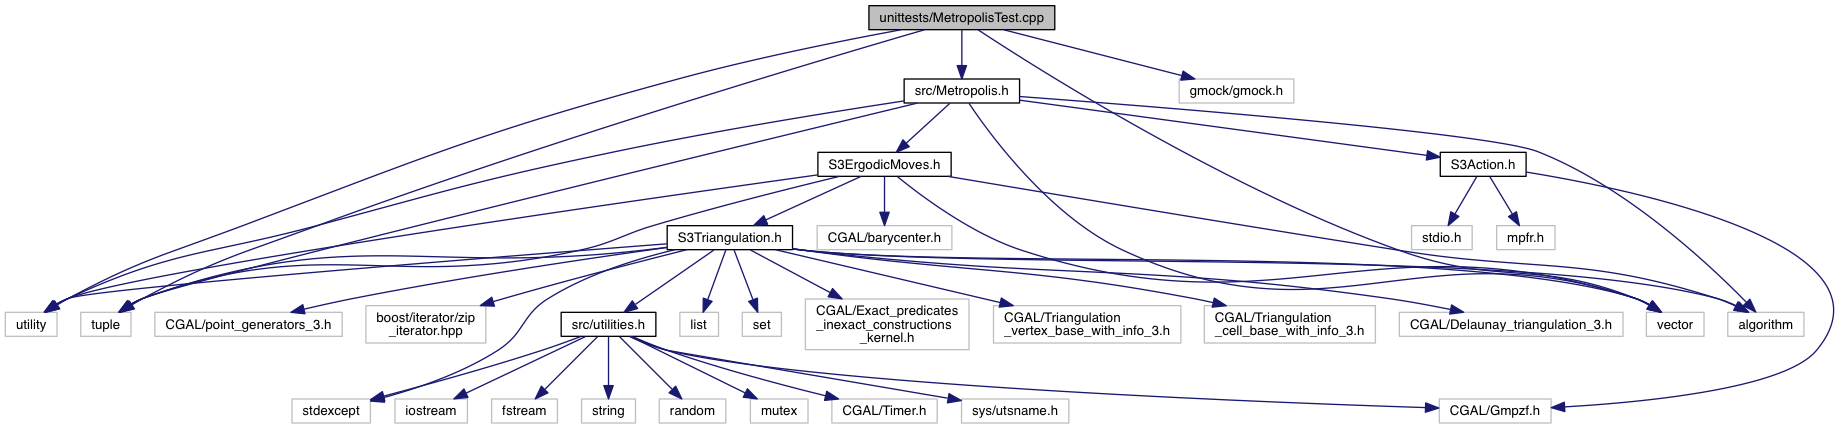 unittests/MetropolisTest.cpp
src/Metropolis.h
gmock/gmock.h
S3ErgodicMoves.h
S3Action.h
S3Triangulation.h
CGAL/barycenter.h
stdio.h
mpfr.h
utility
tuple
CGAL/point_generators_3.h
boost/iterator/zip
_iterator.hpp
src/utilities.h
list
set
CGAL/Exact_predicates
_inexact_constructions
_kernel.h
CGAL/Triangulation
_vertex_base_with_info_3.h
CGAL/Triangulation
_cell_base_with_info_3.h
CGAL/Delaunay_triangulation_3.h
vector
algorithm
stdexcept
iostream
fstream
string
random
mutex
CGAL/Timer.h
sys/utsname.h
CGAL/Gmpzf.h